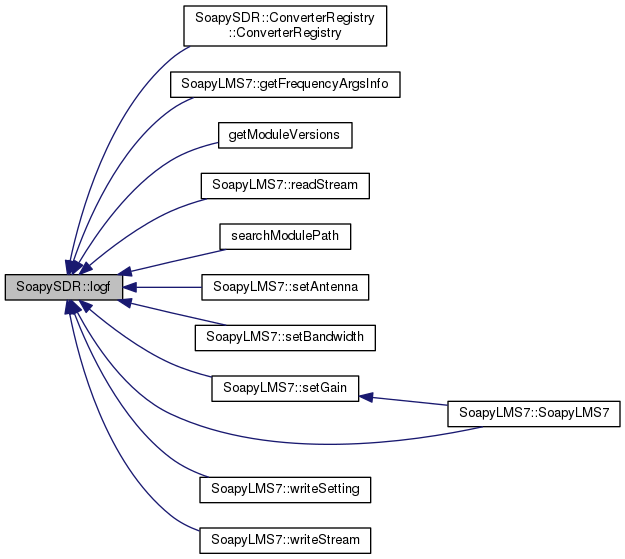 SoapySDR::ConverterRegistry
::ConverterRegistry
SoapyLMS7::getFrequencyArgsInfo
getModuleVersions
SoapyLMS7::readStream
searchModulePath
SoapySDR::logf
SoapyLMS7::setAntenna
SoapyLMS7::setBandwidth
SoapyLMS7::setGain
SoapyLMS7::SoapyLMS7
SoapyLMS7::writeSetting
SoapyLMS7::writeStream